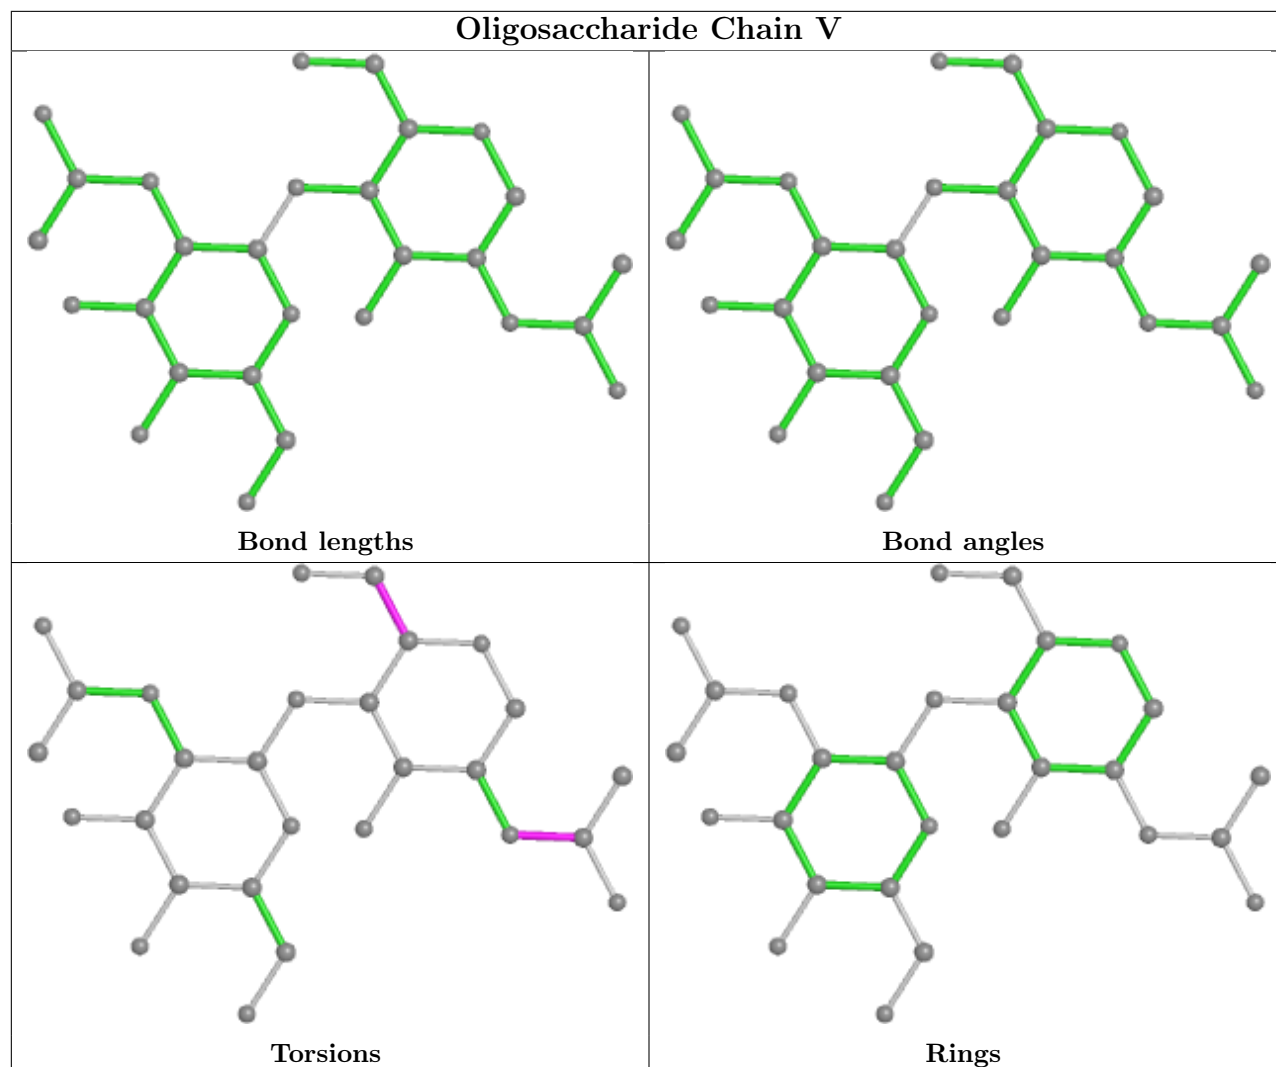 Oligosaccharide Chain V
Bond lengths
Bond angles
Torsions
Rings